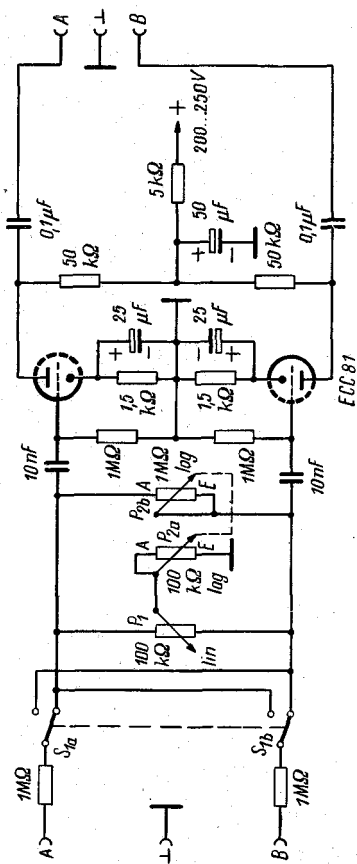 A
⊥
B
1MΩ
1MΩ
S1a
S1b
P1
100
kΩ
lin
A
P2a
E
100
kΩ
log
P2b
A
1MΩ
log
E
10nF
10nF
1MΩ
1MΩ
1,5
kΩ
1,5
kΩ
+
25
μF
-
-
25
μF
+
ECC 81
50
kΩ
50
kΩ
+
50
μF
-
5kΩ
+
200...250V
0,1μF
0,1μF
A
⊥
B